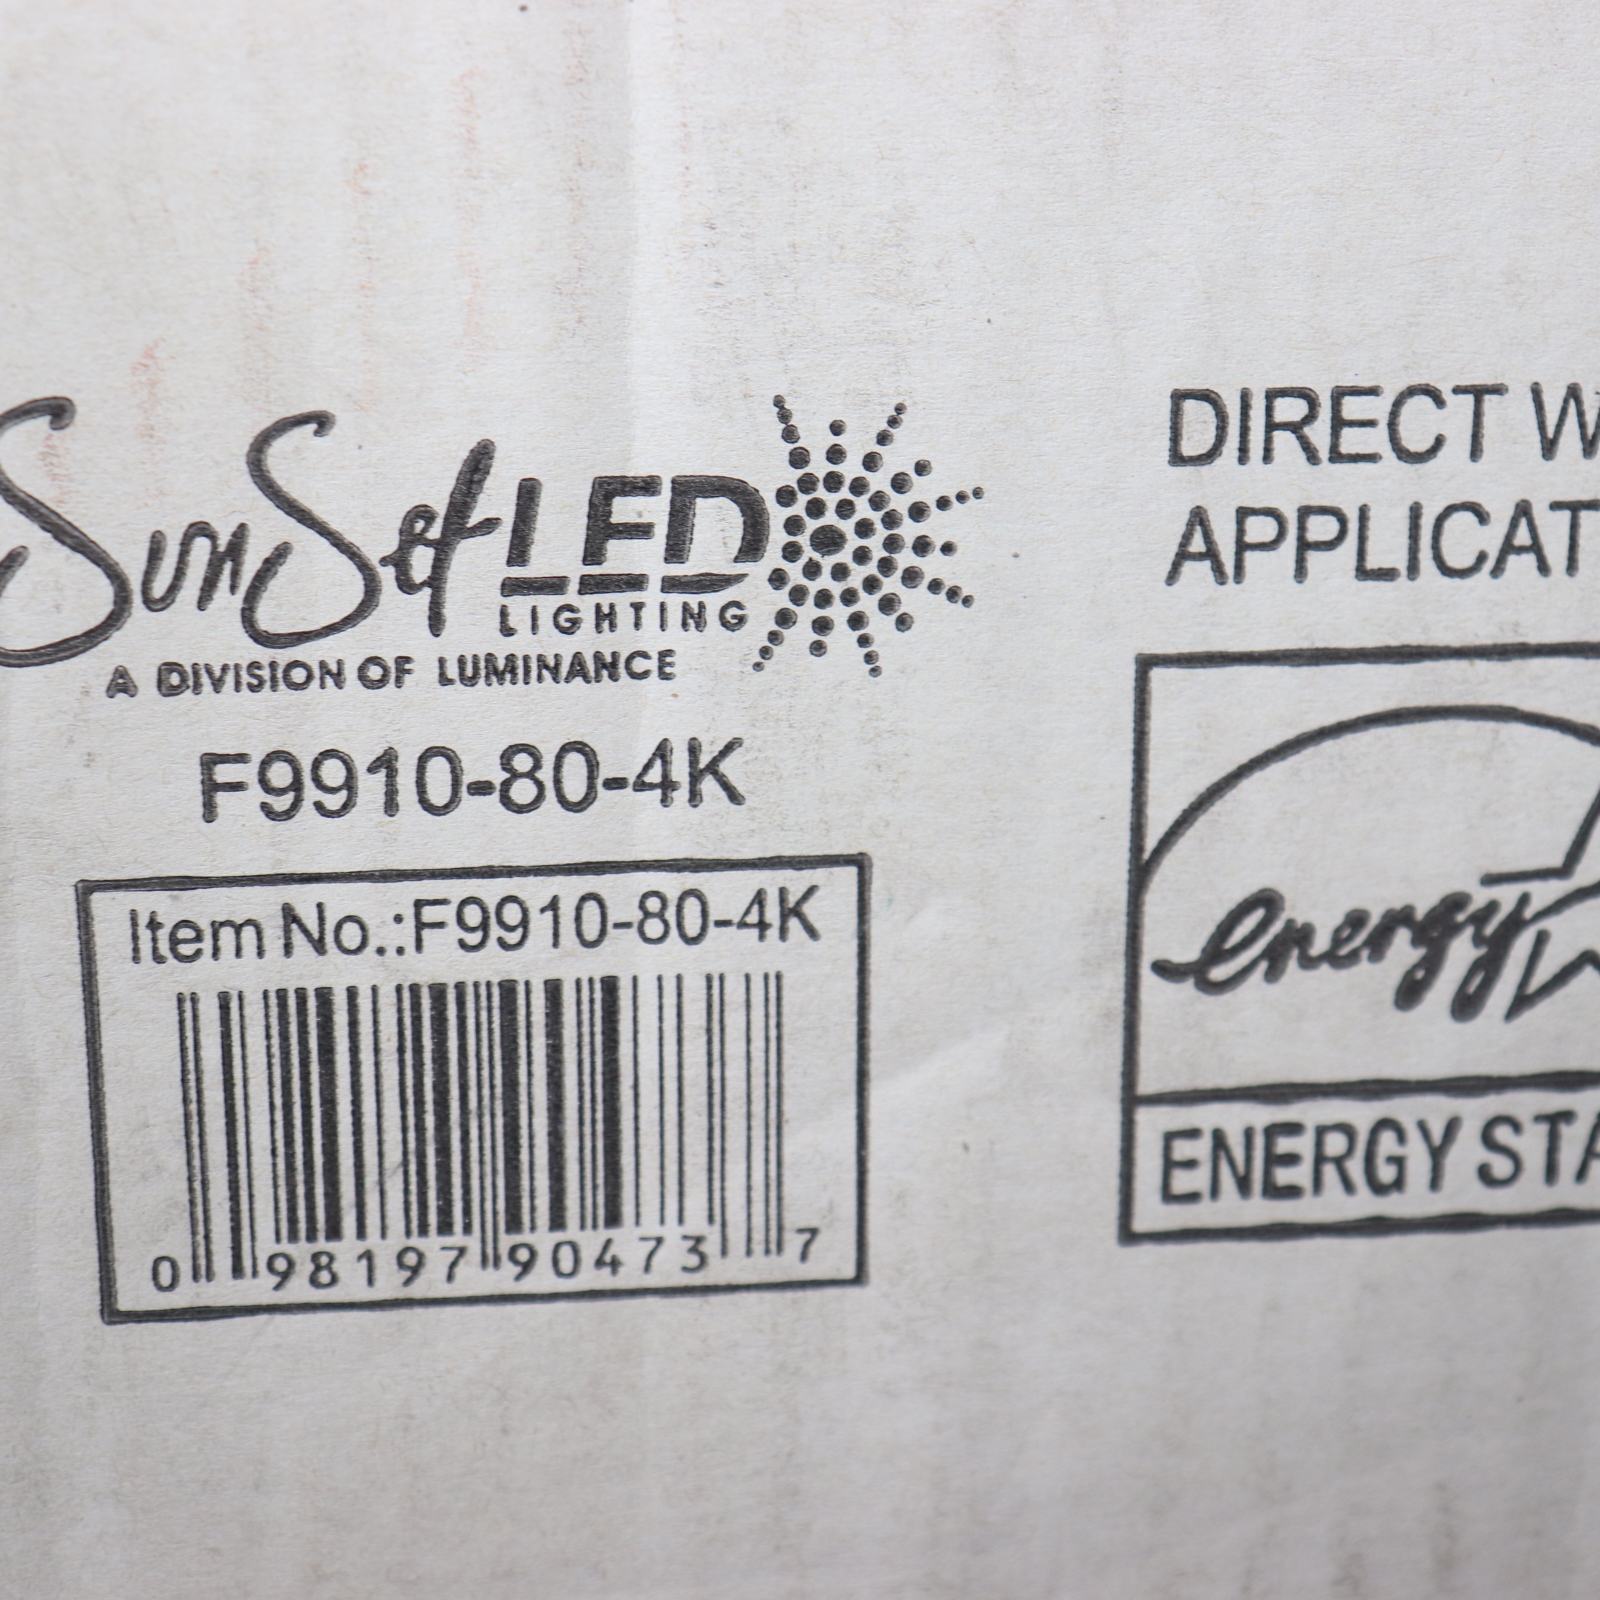 SunSet LED
LIGHTING
A DIVISION OF LUMINANCE
F9910-80-4K
Item No.:F9910-80-4K
0 98197 90473 7
DIRECT W
APPLICAT
energy
ENERGY STA